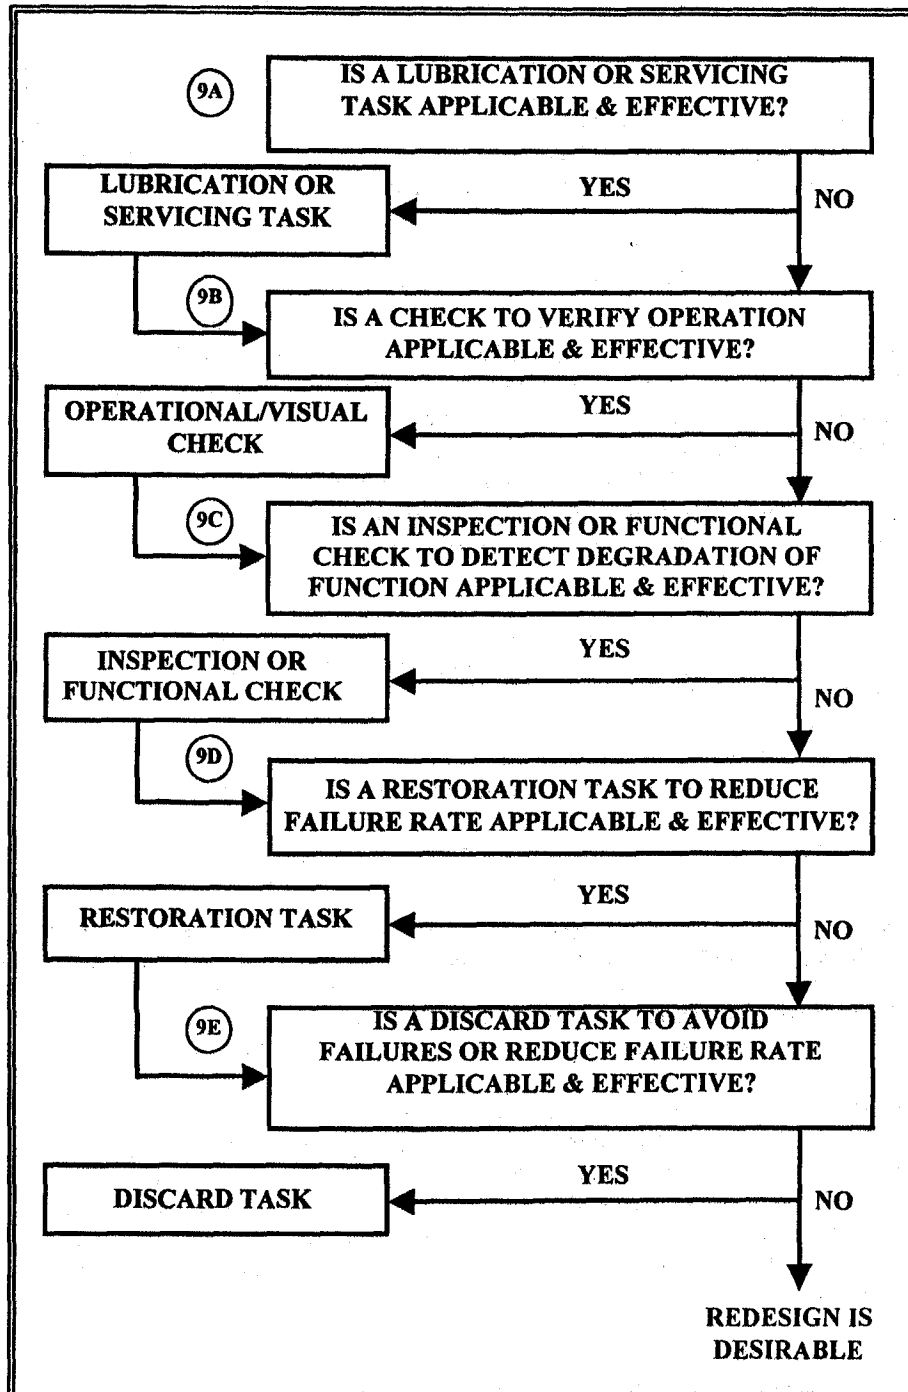 9A
IS A LUBRICATION OR SERVICING
TASK APPLICABLE & EFFECTIVE?
LUBRICATION OR
SERVICING TASK
YES
NO
9B
IS A CHECK TO VERIFY OPERATION
APPLICABLE & EFFECTIVE?
OPERATIONAL/VISUAL
CHECK
YES
NO
9C
IS AN INSPECTION OR FUNCTIONAL
CHECK TO DETECT DEGRADATION OF
FUNCTION APPLICABLE & EFFECTIVE?
INSPECTION OR
FUNCTIONAL CHECK
YES
NO
9D
IS A RESTORATION TASK TO REDUCE
FAILURE RATE APPLICABLE & EFFECTIVE?
RESTORATION TASK
YES
NO
9E
IS A DISCARD TASK TO AVOID
FAILURES OR REDUCE FAILURE RATE
APPLICABLE & EFFECTIVE?
DISCARD TASK
YES
NO
REDESIGN IS
DESIRABLE